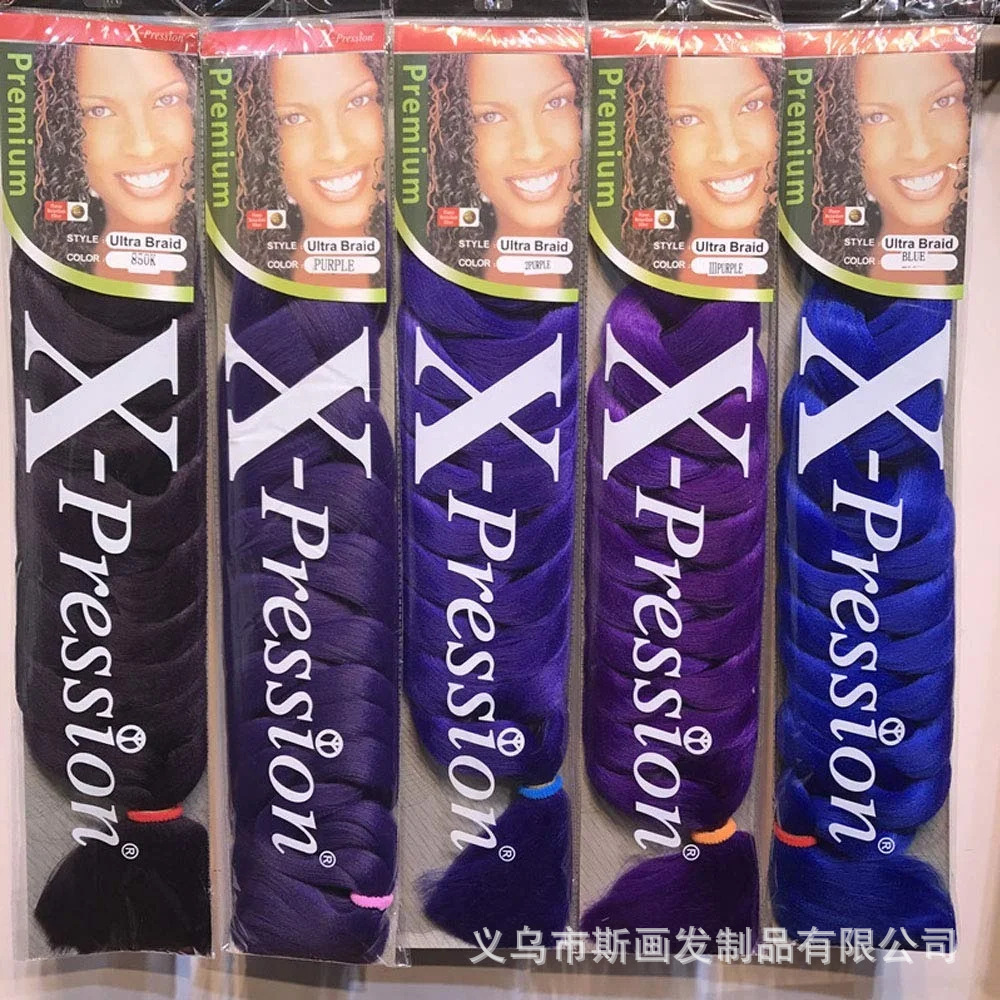 X-Pression®
Premium
STYLE : Ultra Braid
COLOR : 850K
X-Pression®
X-Pression®
Premium
STYLE : Ultra Braid
COLOR : PURPLE
X-Pression®
X-Pression®
Premium
STYLE : Ultra Braid
COLOR : 2PURPLE
X-Pression®
X-Pression®
Premium
STYLE : Ultra Braid
COLOR : IIIPURPLE
X-Pression®
Premium
STYLE : Ultra Braid
COLOR : BLUE
X-Pression®
义乌市斯画发制品有限公司